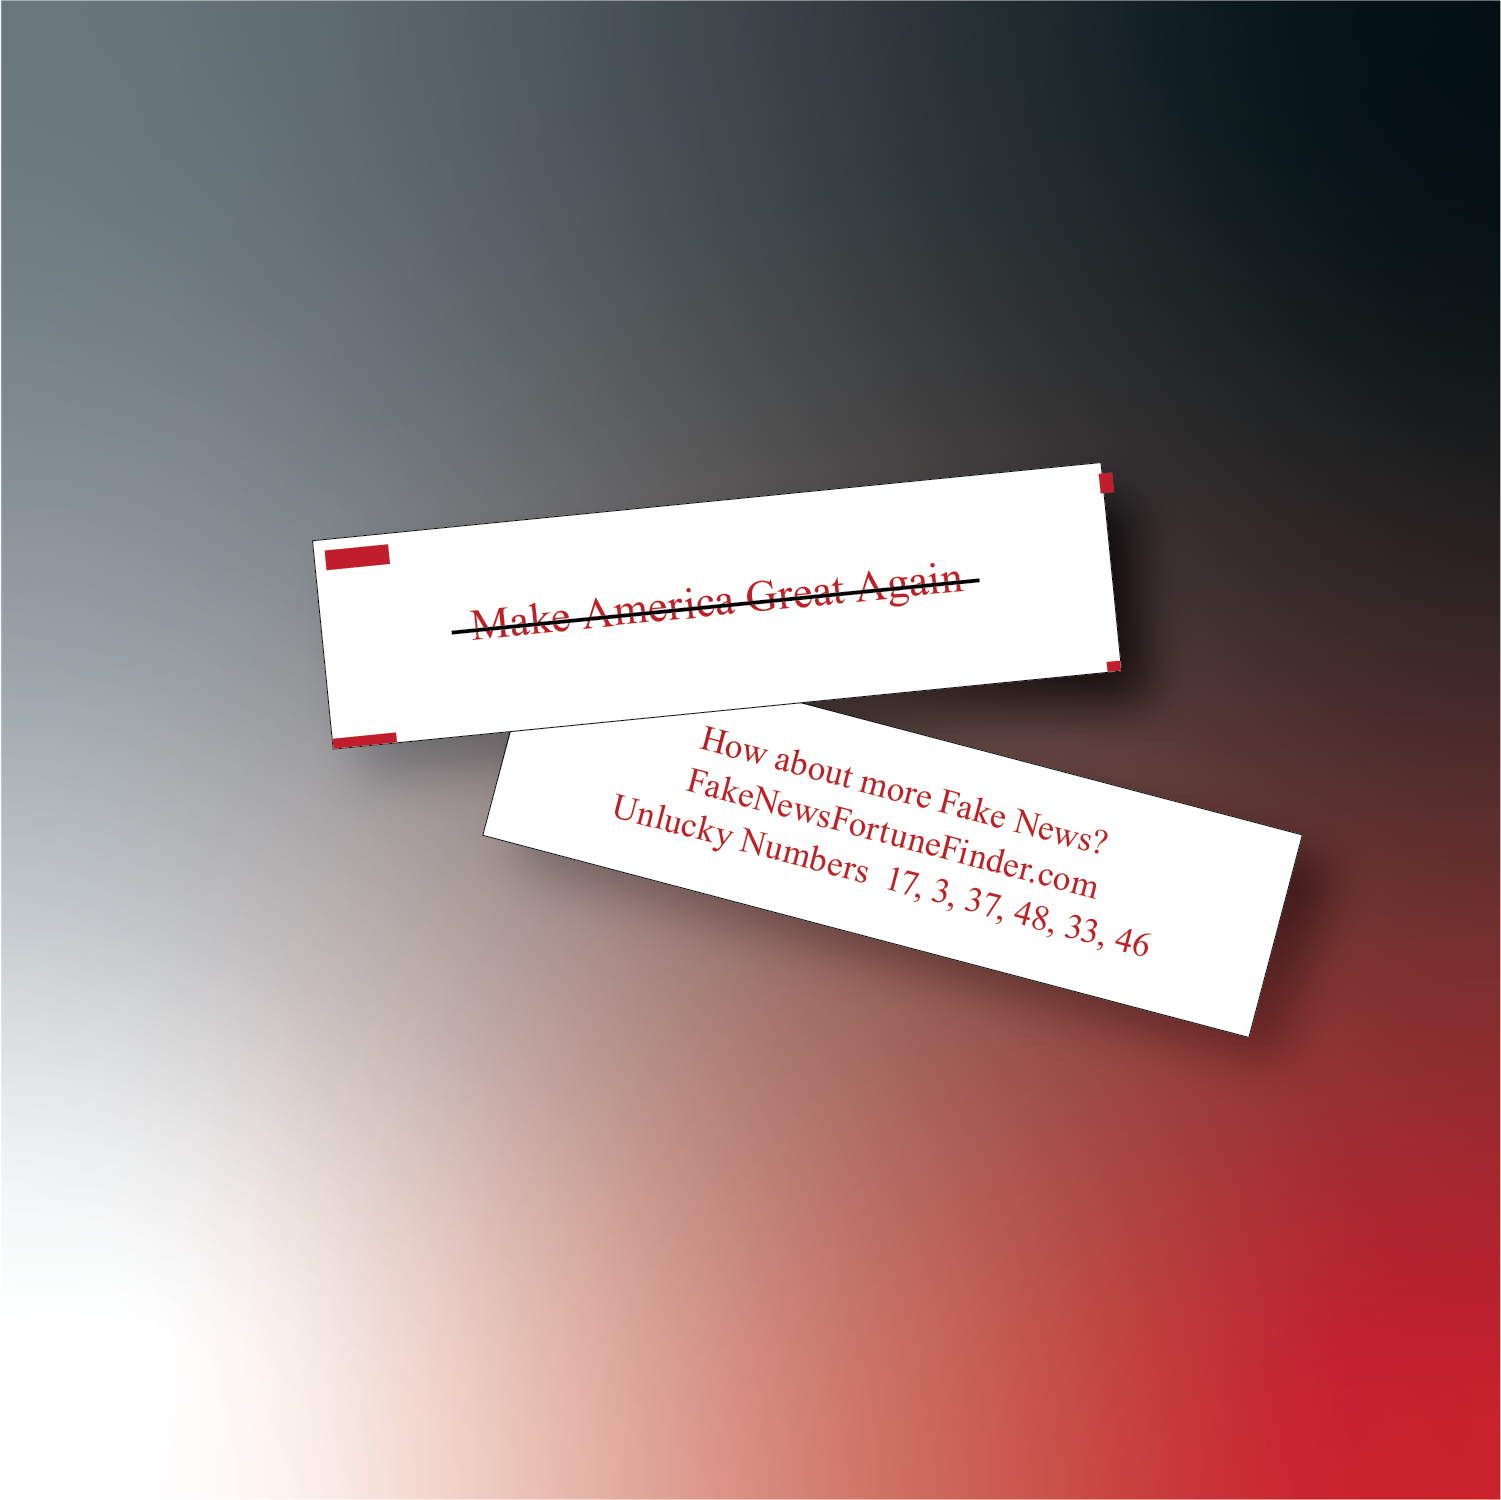 Make America Great Again
How about more Fake News?
FakeNewsFortuneFinder.com
Unlucky Numbers  17, 3, 37, 48, 33, 46